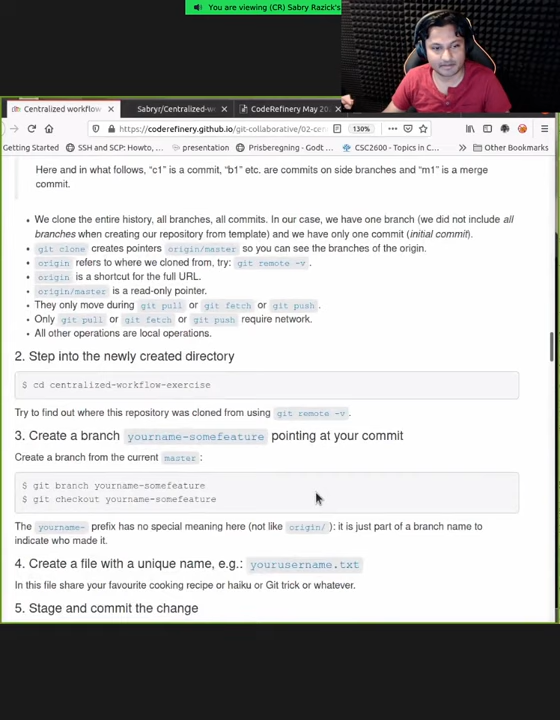 You are viewing (CR) Sabry Razick's
Centralized workflow
Sabryr/Centralized-wo
CodeRefinery May 20
https://coderefinery.github.io/git-collaborative/02-cen
130%
Getting Started
SSH and SCP: Howto,
presentation
Prisberegning - Godt
CSC2600 - Topics in C
Other Bookmarks
Here and in what follows, “c1” is a commit, “b1” etc. are commits on side branches and “m1” is a merge
commit.
• We clone the entire history, all branches, all commits. In our case, we have one branch (we did not include all
branches when creating our repository from template) and we have only one commit (initial commit).
• git clone creates pointers origin/master so you can see the branches of the origin.
• origin refers to where we cloned from, try: git remote -v.
• origin is a shortcut for the full URL.
• origin/master is a read-only pointer.
• They only move during git pull or git fetch or git push.
• Only git pull or git fetch or git push require network.
• All other operations are local operations.
2. Step into the newly created directory
$ cd centralized-workflow-exercise
Try to find out where this repository was cloned from using git remote -v.
3. Create a branch yourname-somefeature pointing at your commit
Create a branch from the current master:
$ git branch yourname-somefeature
$ git checkout yourname-somefeature
The yourname- prefix has no special meaning here (not like origin/): it is just part of a branch name to
indicate who made it.
4. Create a file with a unique name, e.g.: yourusername.txt
In this file share your favourite cooking recipe or haiku or Git trick or whatever.
5. Stage and commit the change